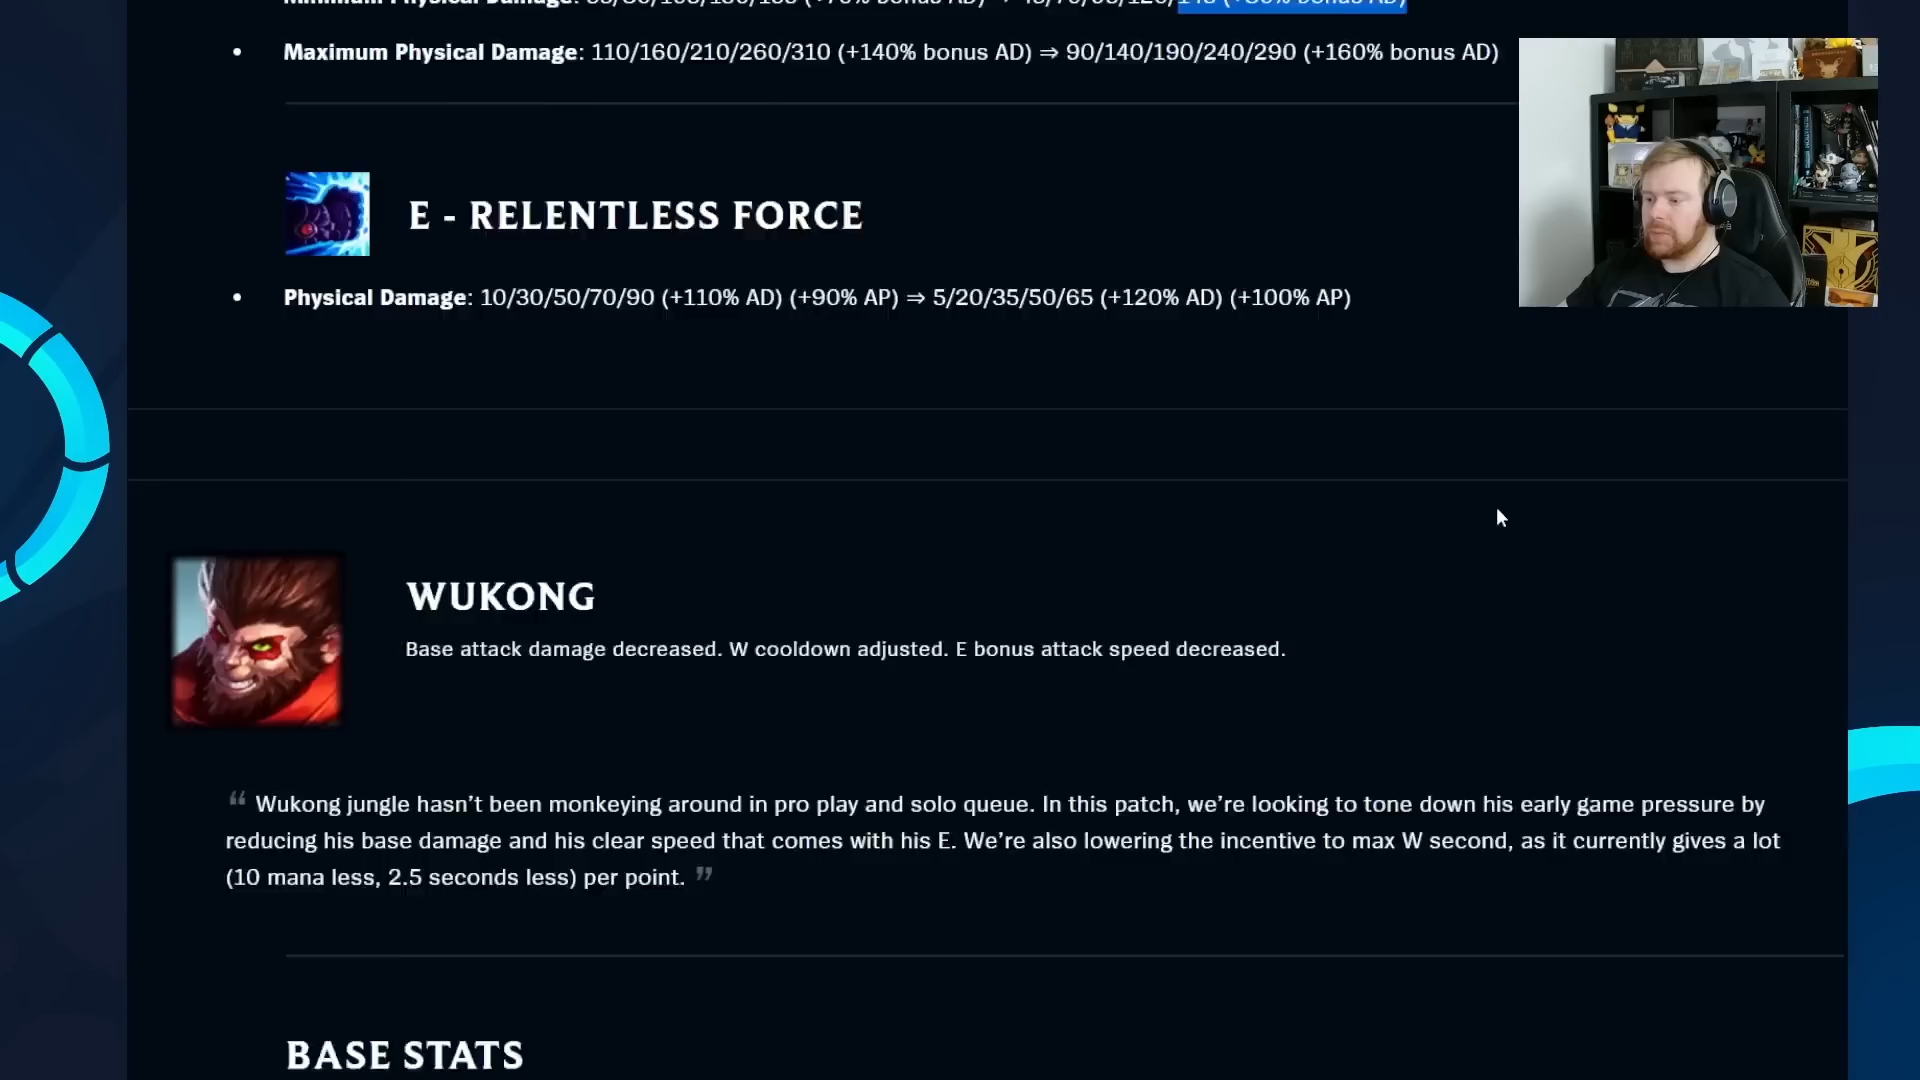 Maximum Physical Damage: 110/160/210/260/310 (+140% bonus AD) ⇒ 90/140/190/240/290 (+160% bonus AD)
E - RELENTLESS FORCE
Physical Damage: 10/30/50/70/90 (+110% AD) (+90% AP) ⇒ 5/20/35/50/65 (+120% AD) (+100% AP)
WUKONG
Base attack damage decreased. W cooldown adjusted. E bonus attack speed decreased.
“ Wukong jungle hasn’t been monkeying around in pro play and solo queue. In this patch, we’re looking to tone down his early game pressure by
reducing his base damage and his clear speed that comes with his E. We’re also lowering the incentive to max W second, as it currently gives a lot
(10 mana less, 2.5 seconds less) per point. ”
BASE STATS